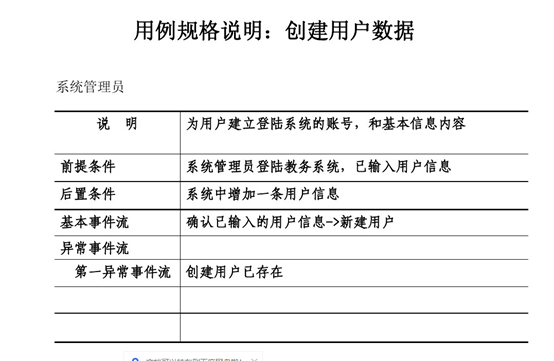 用例规格说明：创建用户数据
系统管理员
说 明 为用户建立登陆系统的账号，和基本信息内容
前提条件 系统管理员登陆教务系统，已输入用户信息
后置条件 系统中增加一条用户信息
基本事件流 确认已输入的用户信息->新建用户
异常事件流
第一异常事件流 创建用户已存在